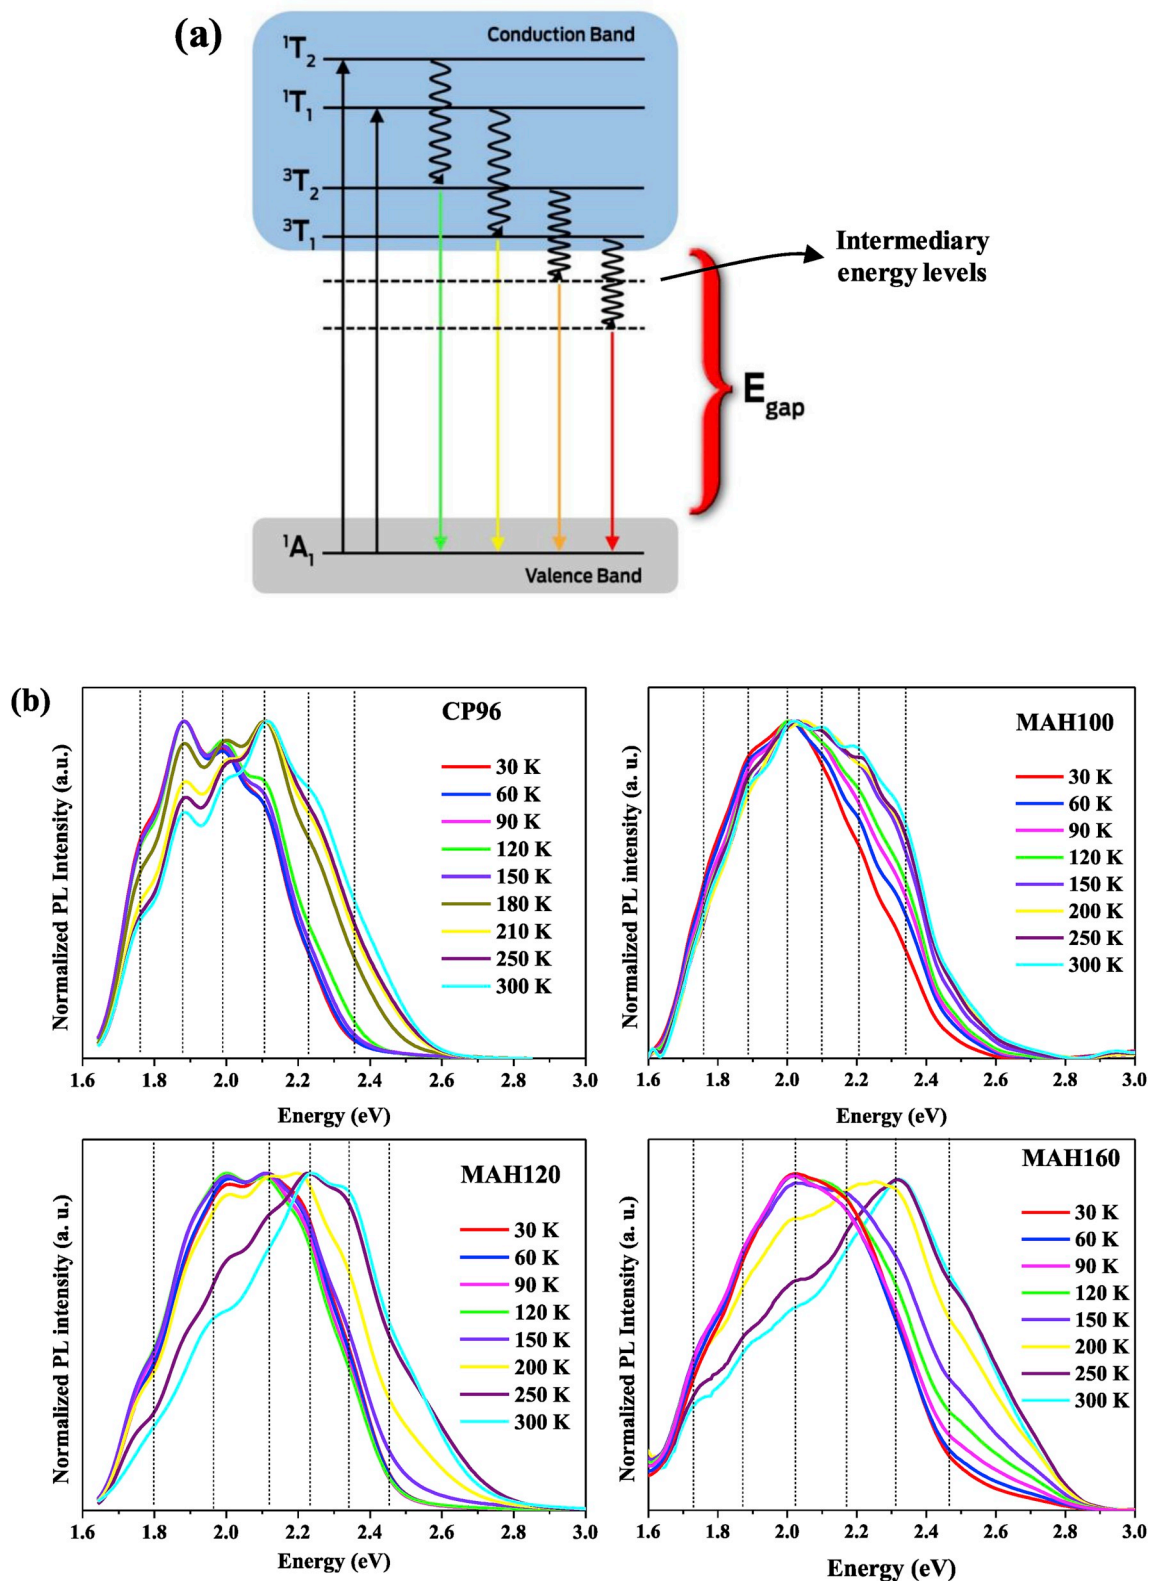 (a)
Conduction Band
¹T₂
¹T₁
³T₂
³T₁
Intermediary
energy levels
E_gap
¹A₁
Valence Band
(b)
CP96
30 K
60 K
90 K
120 K
150 K
180 K
210 K
250 K
300 K
Normalized PL Intensity (a.u.)
1.6 1.8 2.0 2.2 2.4 2.6 2.8 3.0
Energy (eV)
MAH100
30 K
60 K
90 K
120 K
150 K
200 K
250 K
300 K
Normalized PL intensity (a. u.)
1.6 1.8 2.0 2.2 2.4 2.6 2.8 3.0
Energy (eV)
MAH120
30 K
60 K
90 K
120 K
150 K
200 K
250 K
300 K
Normalized PL intensity (a. u.)
1.6 1.8 2.0 2.2 2.4 2.6 2.8 3.0
Energy (eV)
MAH160
30 K
60 K
90 K
120 K
150 K
200 K
250 K
300 K
Normalized PL Intensity (a. u.)
1.6 1.8 2.0 2.2 2.4 2.6 2.8 3.0
Energy (eV)